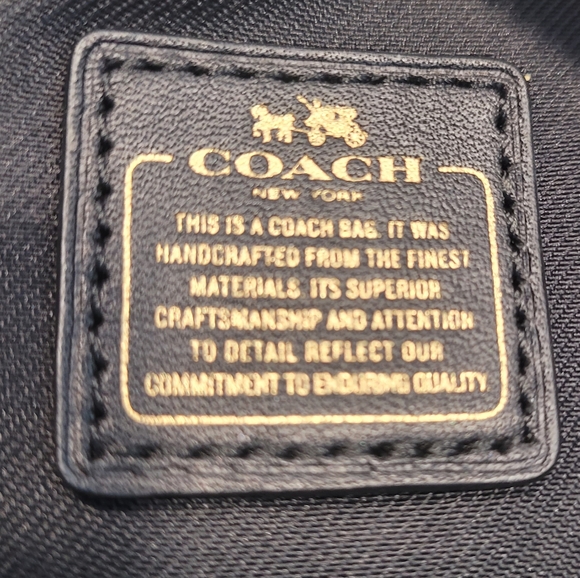 COACH
NEW YORK
THIS IS A COACH BAG. IT WAS
HANDCRAFTED FROM THE FINEST
MATERIALS. ITS SUPERIOR
CRAFTSMANSHIP AND ATTENTION
TO DETAIL REFLECT OUR
COMMITMENT TO ENDURING QUALITY.